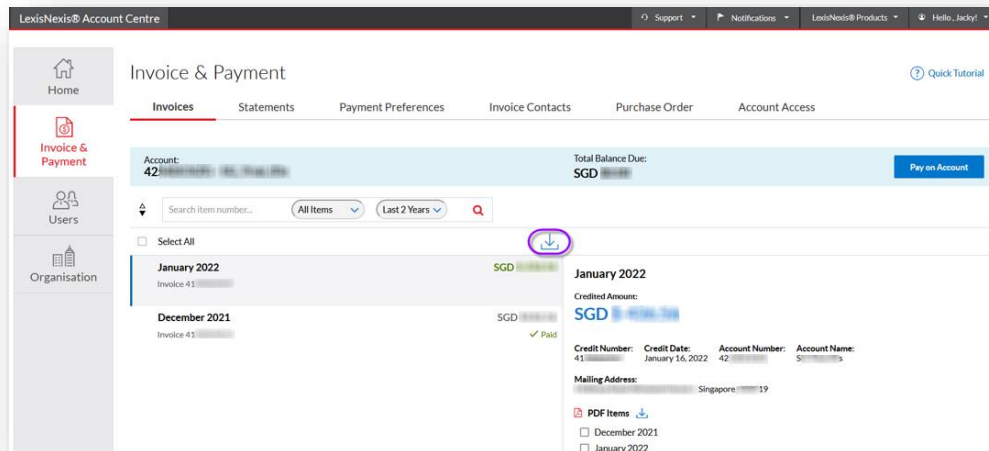 LexisNexis® Account Centre
Support
Notifications
LexisNexis® Products
Hello, Jacky!
Home
Invoice &
Payment
Users
Organisation
Invoice & Payment
? Quick Tutorial
Invoices
Statements
Payment Preferences
Invoice Contacts
Purchase Order
Account Access
Account:
42
Total Balance Due:
SGD
Pay on Account
Search item number...
All Items
Last 2 Years
Select All
January 2022
SGD
Invoice 41
December 2021
SGD
Invoice 41
✓ Paid
January 2022
Credited Amount:
SGD
Credit Number: Credit Date: Account Number: Account Name:
41 January 16, 2022 42 S s
Mailing Address:
Singapore 19
PDF Items
December 2021
January 2022